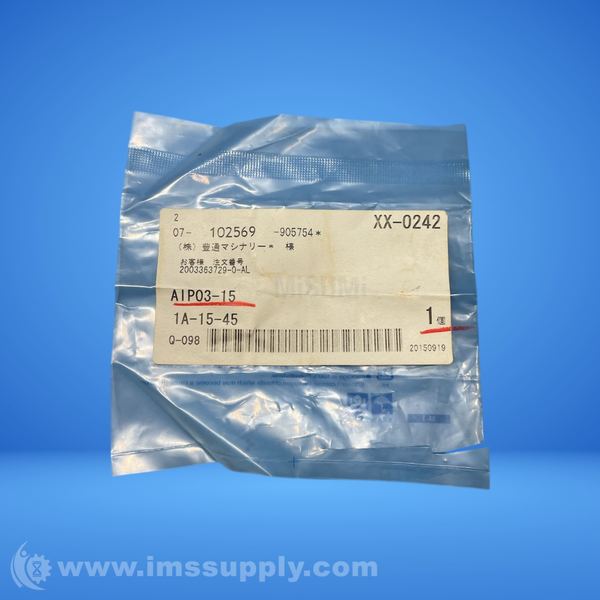 2
XX-0242
07- 102569 -905754*
(株) 豊通マシナリー* 様
お客様 注文番号
2003363729-0-AL
AIP03-15
1A-15-45
1個
Q-098
20150919
www.imssupply.com